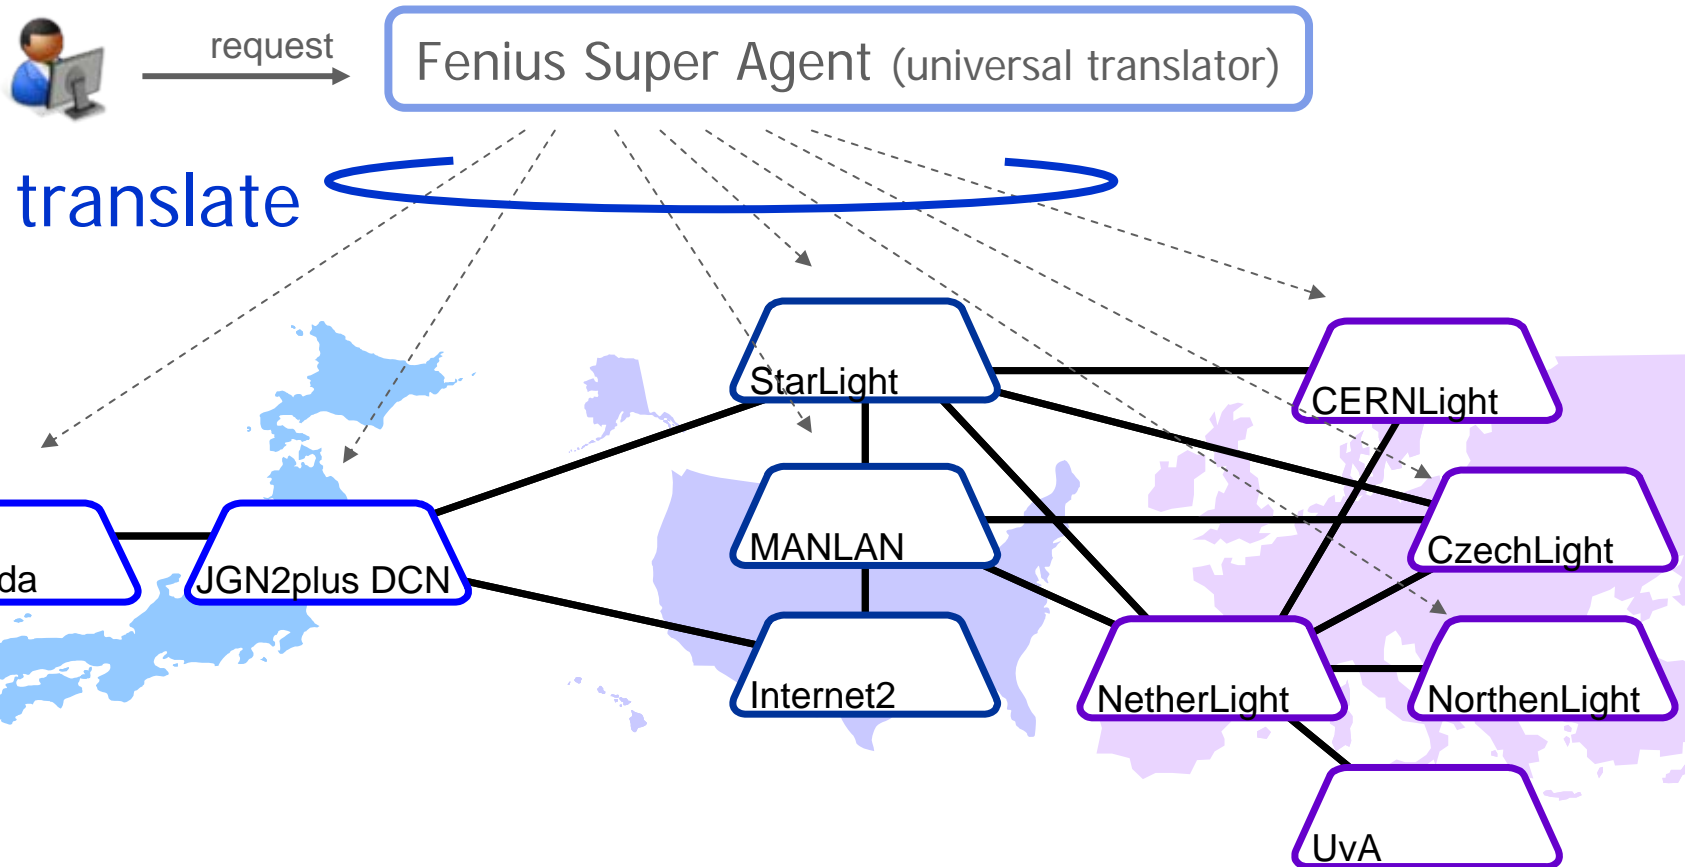 request
Fenius Super Agent (universal translator)
translate
StarLight
CERNLight
MANLAN
CzechLight
da
JGN2plus DCN
Internet2
NetherLight
NorthenLight
UvA